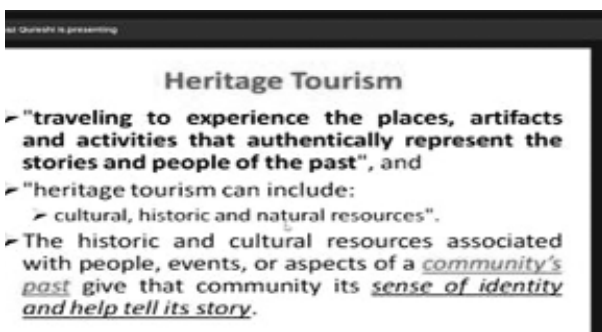 az Qureshi is presenting
Heritage Tourism
➢ "traveling to experience the places, artifacts
and activities that authentically represent the
stories and people of the past", and
➢ "heritage tourism can include:
➢ cultural, historic and natural resources".
➢ The historic and cultural resources associated
with people, events, or aspects of a community's
past give that community its sense of identity
and help tell its story.